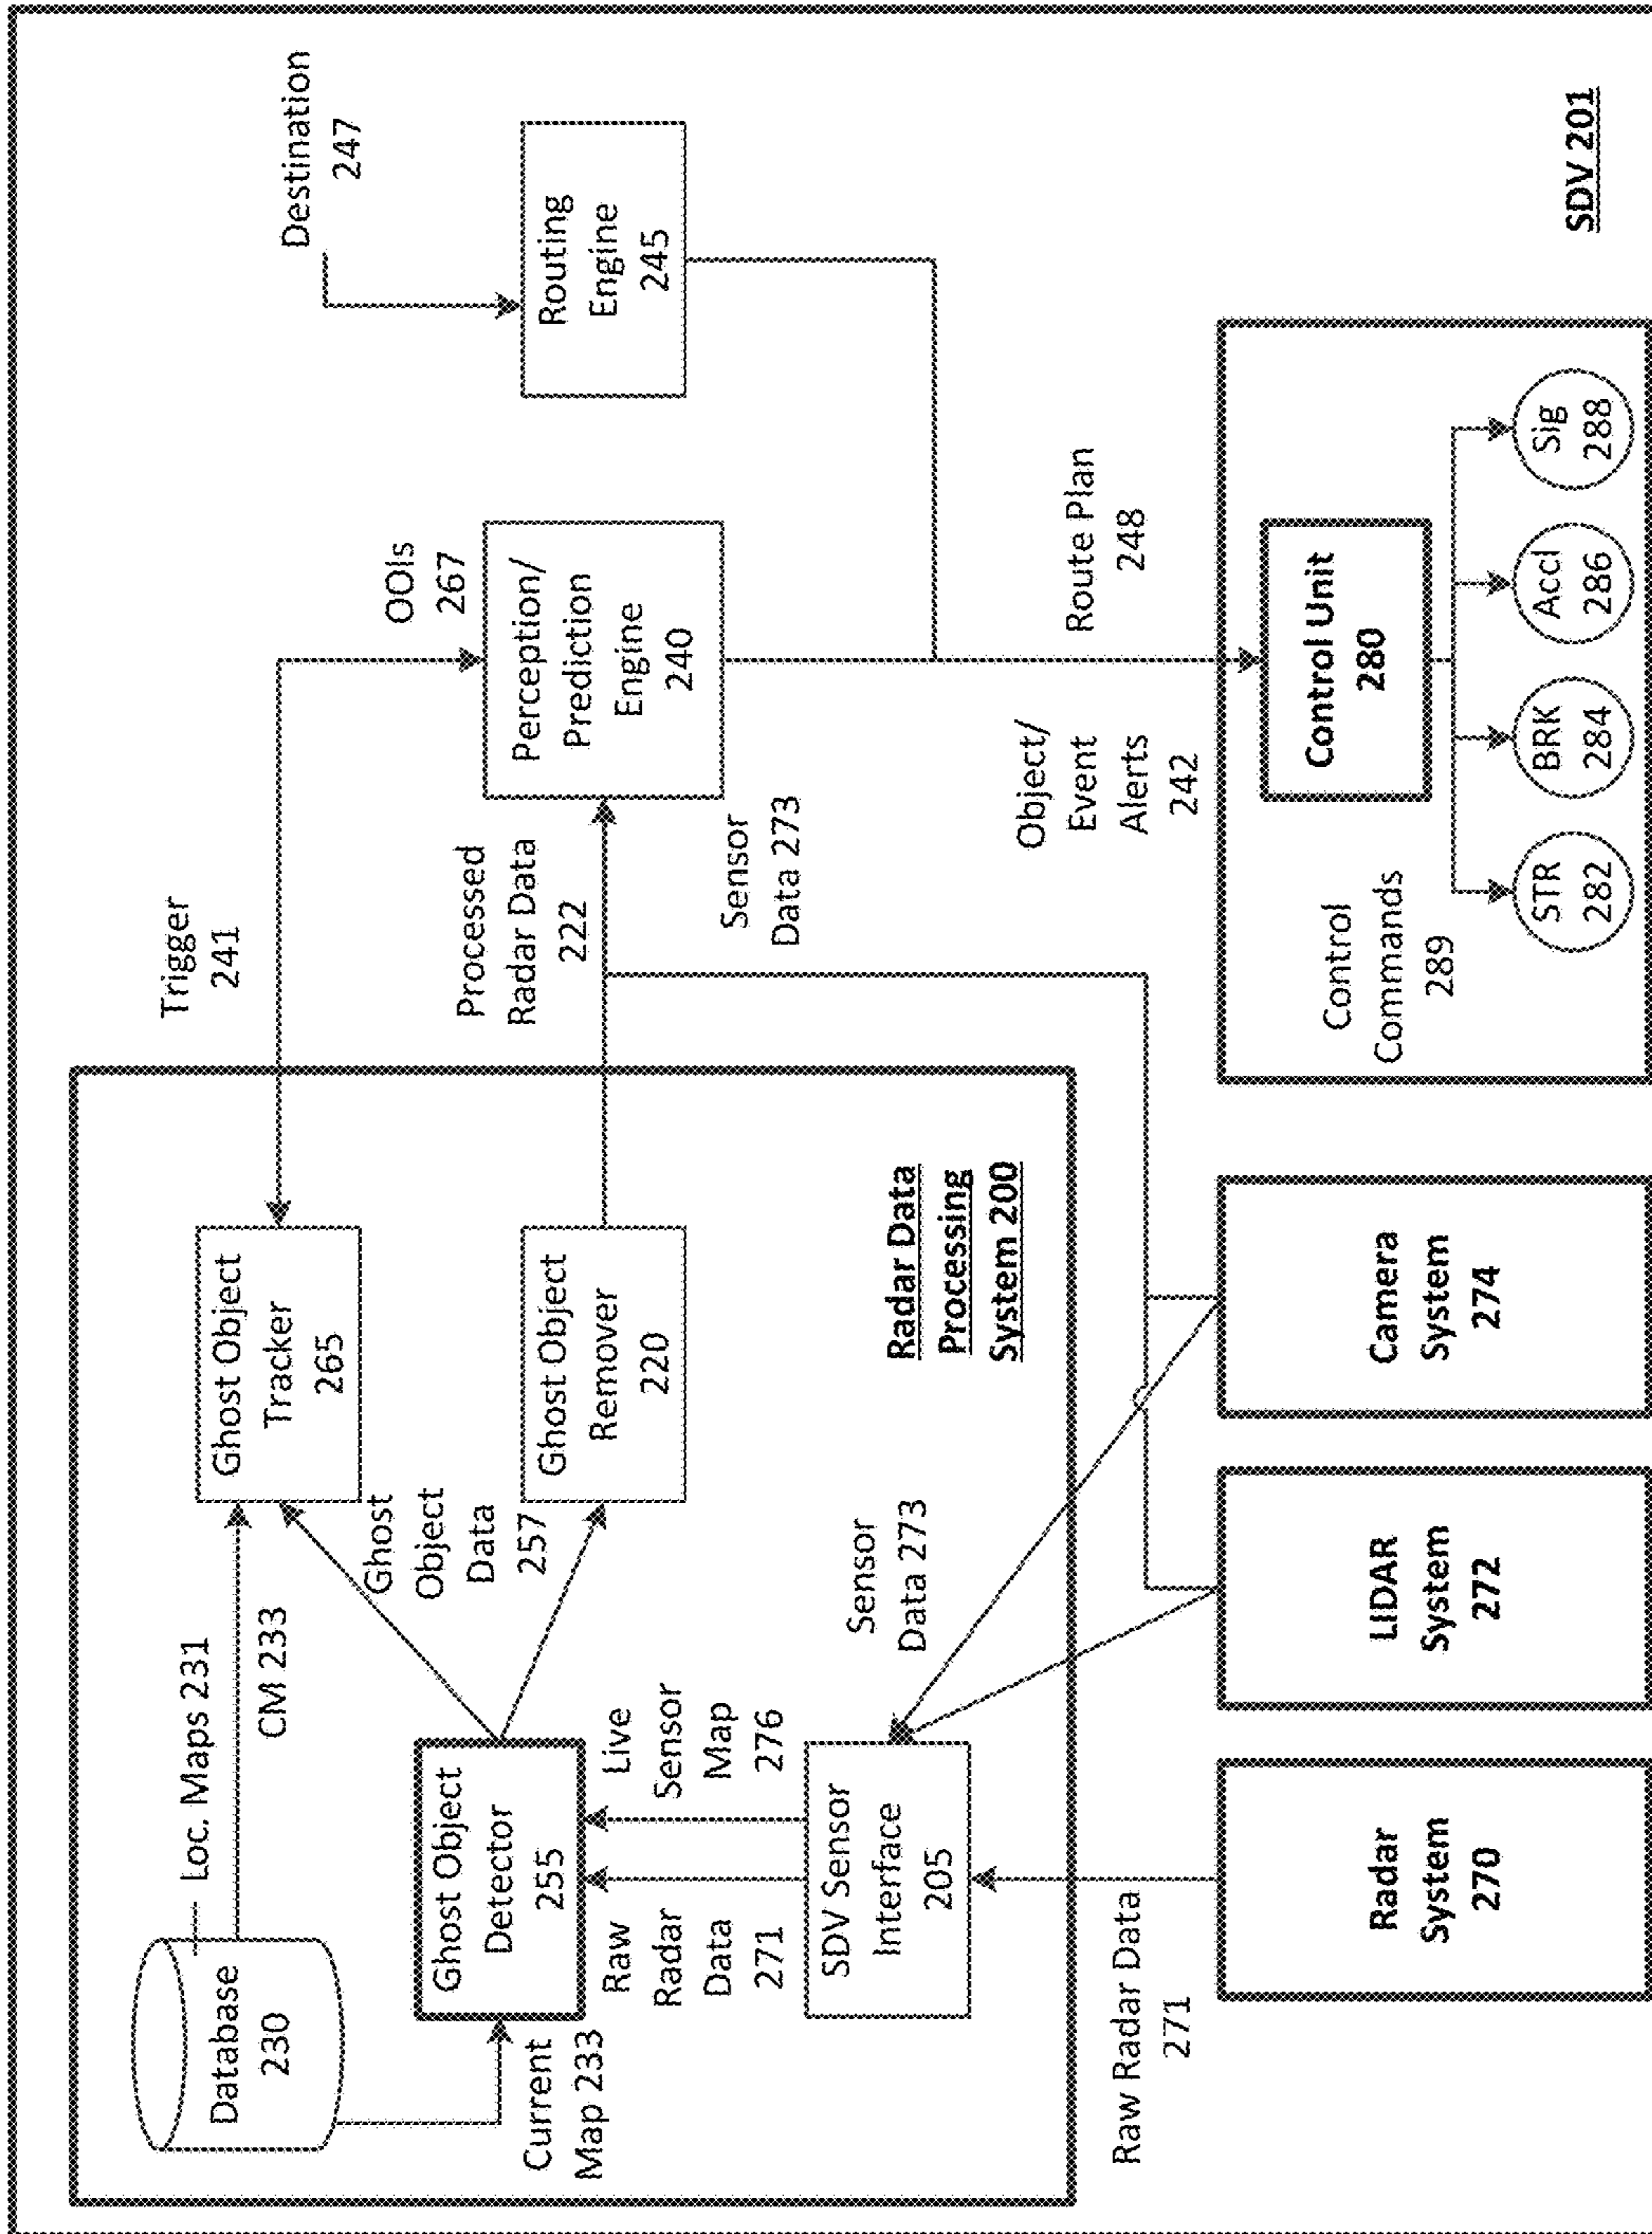 Database
230
Loc. Maps 231
CM 233
Current
Map 233
Ghost Object
Detector
255
Ghost
Object
Data
257
Ghost Object
Tracker
265
Ghost Object
Remover
220
Raw
Radar
Data
271
Live
Sensor
Map
276
SDV Sensor
Interface
205
Sensor
Data 273
Radar Data
Processing
System 200
Trigger
241
OOIs
267
Processed
Radar Data
222
Sensor
Data 273
Perception/
Prediction
Engine
240
Destination
247
Routing
Engine
245
Object/
Event
Alerts
242
Route Plan
248
Raw Radar Data
271
Radar
System
270
LIDAR
System
272
Camera
System
274
Control
Commands
289
Control Unit
280
STR
282
BRK
284
Accl
286
Sig
288
SDV 201